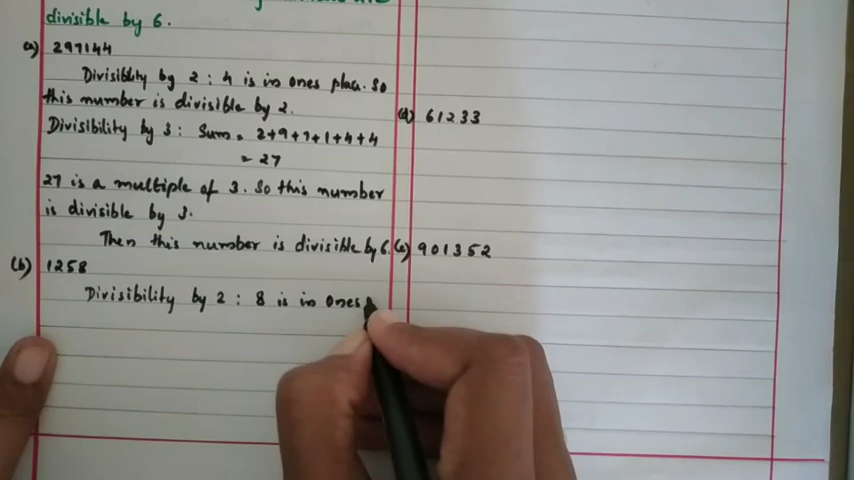 divisible by 6.
(a) 297144
Divisiblity by 2 : 4 is in ones place. So
this number is divisible by 2.
Divisibility by 3 : Sum = 2+9+7+1+4+4
= 27
27 is a multiple of 3. So this number
is divisible by 3.
Then this number is divisible by 6.
(b) 1258
Divisibility by 2 : 8 is in ones
(d) 61233
(e) 901352